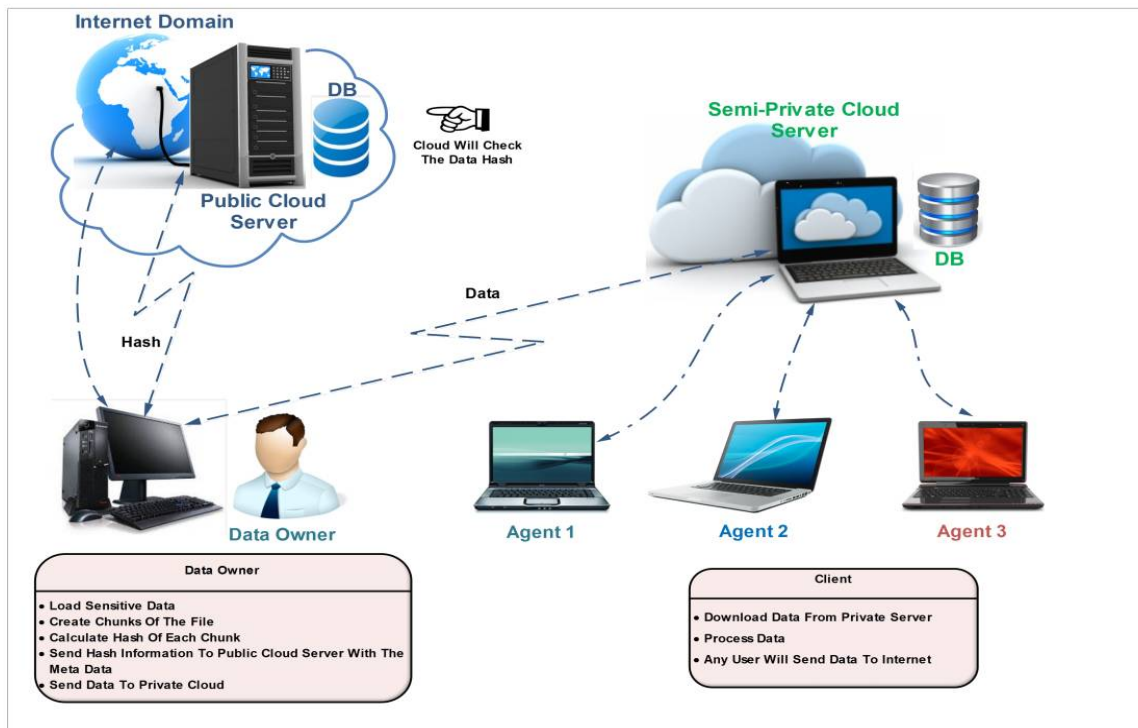 Internet Domain
DB
Public Cloud
Server
Cloud Will Check
The Data Hash
Semi-Private Cloud
Server
DB
Data
Hash
Data Owner
Agent 1
Agent 2
Agent 3
Data Owner
• Load Sensitive Data
• Create Chunks Of The File
• Calculate Hash Of Each Chunk
• Send Hash Information To Public Cloud Server With The
Meta Data
• Send Data To Private Cloud
Client
• Download Data From Private Server
• Process Data
• Any User Will Send Data To Internet